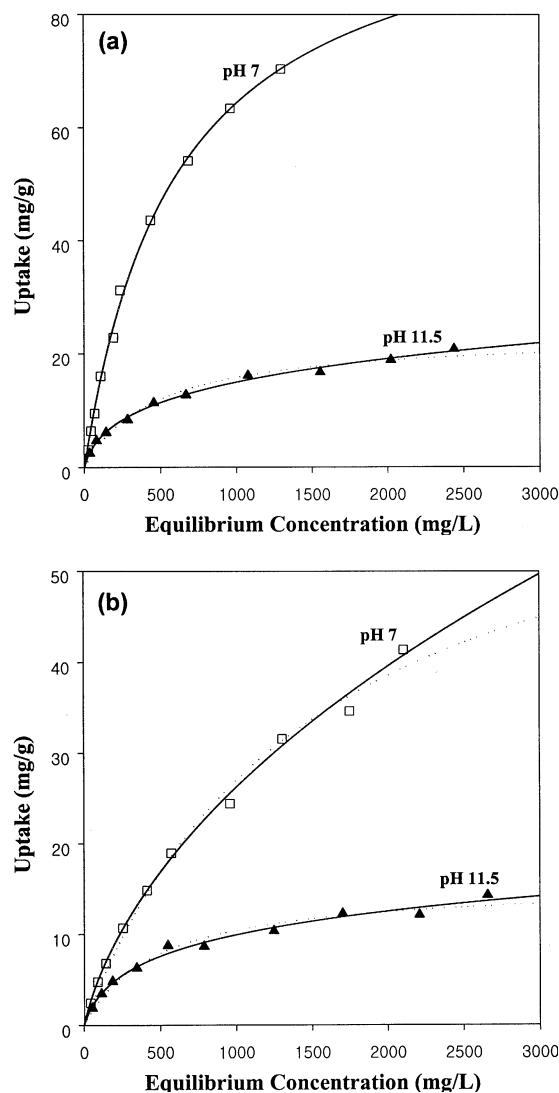 (a)
80
60
40
20
0
Uptake (mg/g)
pH 7
pH 11.5
0 500 1000 1500 2000 2500 3000
Equilibrium Concentration (mg/L)
(b)
50
40
30
20
10
0
Uptake (mg/g)
pH 7
pH 11.5
0 500 1000 1500 2000 2500 3000
Equilibrium Concentration (mg/L)